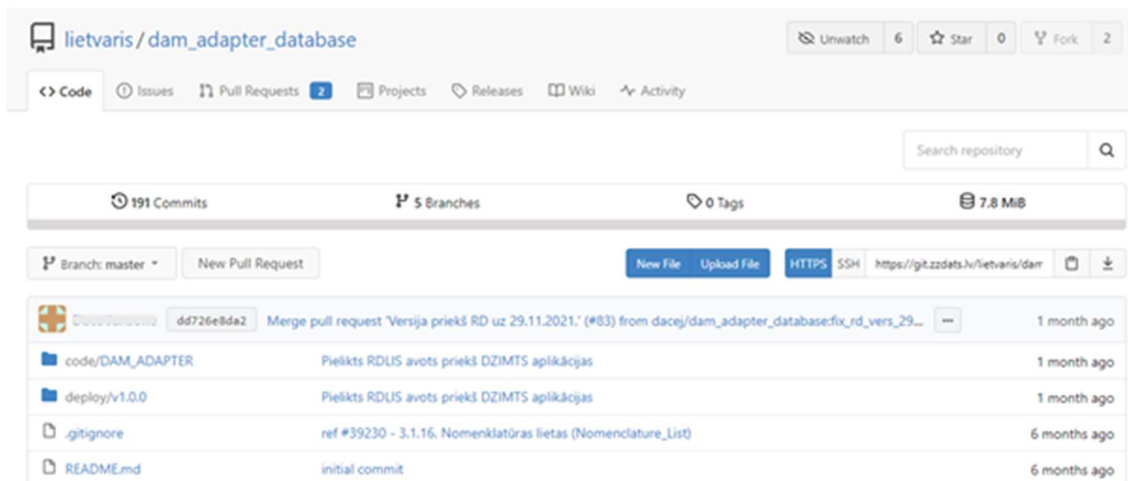 lietvaris / dam_adapter_database
Unwatch 6 Star 0 Fork 2
Code Issues Pull Requests 2 Projects Releases Wiki Activity
Search repository
191 Commits 5 Branches 0 Tags 7.8 MiB
Branch: master New Pull Request New File Upload File HTTPS SSH https://git.zzdats.lv/lietvaris/dam
dd726e8da2 Merge pull request 'Versija priekš RD uz 29.11.2021.' (#83) from dacej/dam_adapter_database:fix_rd_vers_29... 1 month ago
code/DAM_ADAPTER Pielikts RDLIS avots priekš DZIMTS aplikācijas 1 month ago
deploy/v1.0.0 Pielikts RDLIS avots priekš DZIMTS aplikācijas 1 month ago
.gitignore ref #39230 - 3.1.16. Nomenklatūras lietas (Nomenclature_List) 6 months ago
README.md initial commit 6 months ago